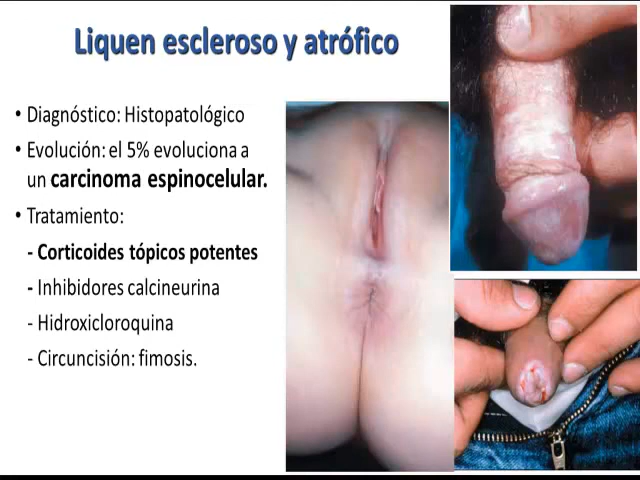 Liquen escleroso y atrófico
• Diagnóstico: Histopatológico
• Evolución: el 5% evoluciona a
un carcinoma espinocelular.
• Tratamiento:
- Corticoides tópicos potentes
- Inhibidores calcineurina
- Hidroxicloroquina
- Circuncisión: fimosis.